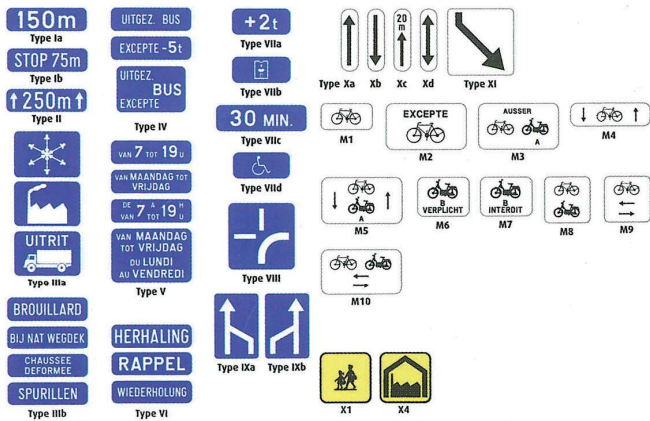 150m
Type Ia
STOP 75m
Type Ib
250m
Type II
UITRIT
Type IIIa
BROUILLARD
BIJ NAT WEGDEK
CHAUSSEE
DEFORMEE
SPURILLEN
Type IIIb
UITGEZ. BUS
EXCEPTE -5t
UITGEZ.
BUS
EXCEPTE
Type IV
VAN 7 TOT 19 U
VAN MAANDAG TOT
VRIJDAG
DE 7 A 19 H
VAN TOT U
VAN MAANDAG
TOT VRIJDAG
DU LUNDI
AU VENDREDI
Type V
HERHALING
RAPPEL
WIEDERHOLUNG
Type VI
+2t
Type VIIa
Type VIIb
30 MIN.
Type VIIc
Type VIId
Type VIII
Type IXa
Type IXb
20
m
Type Xa
Xb
Xc
Xd
Type XI
M1
EXCEPTE
M2
AUSSER
A
M3
M4
A
M5
B
VERPLICHT
M6
B
INTERDIT
M7
M8
M9
M10
X1
X4